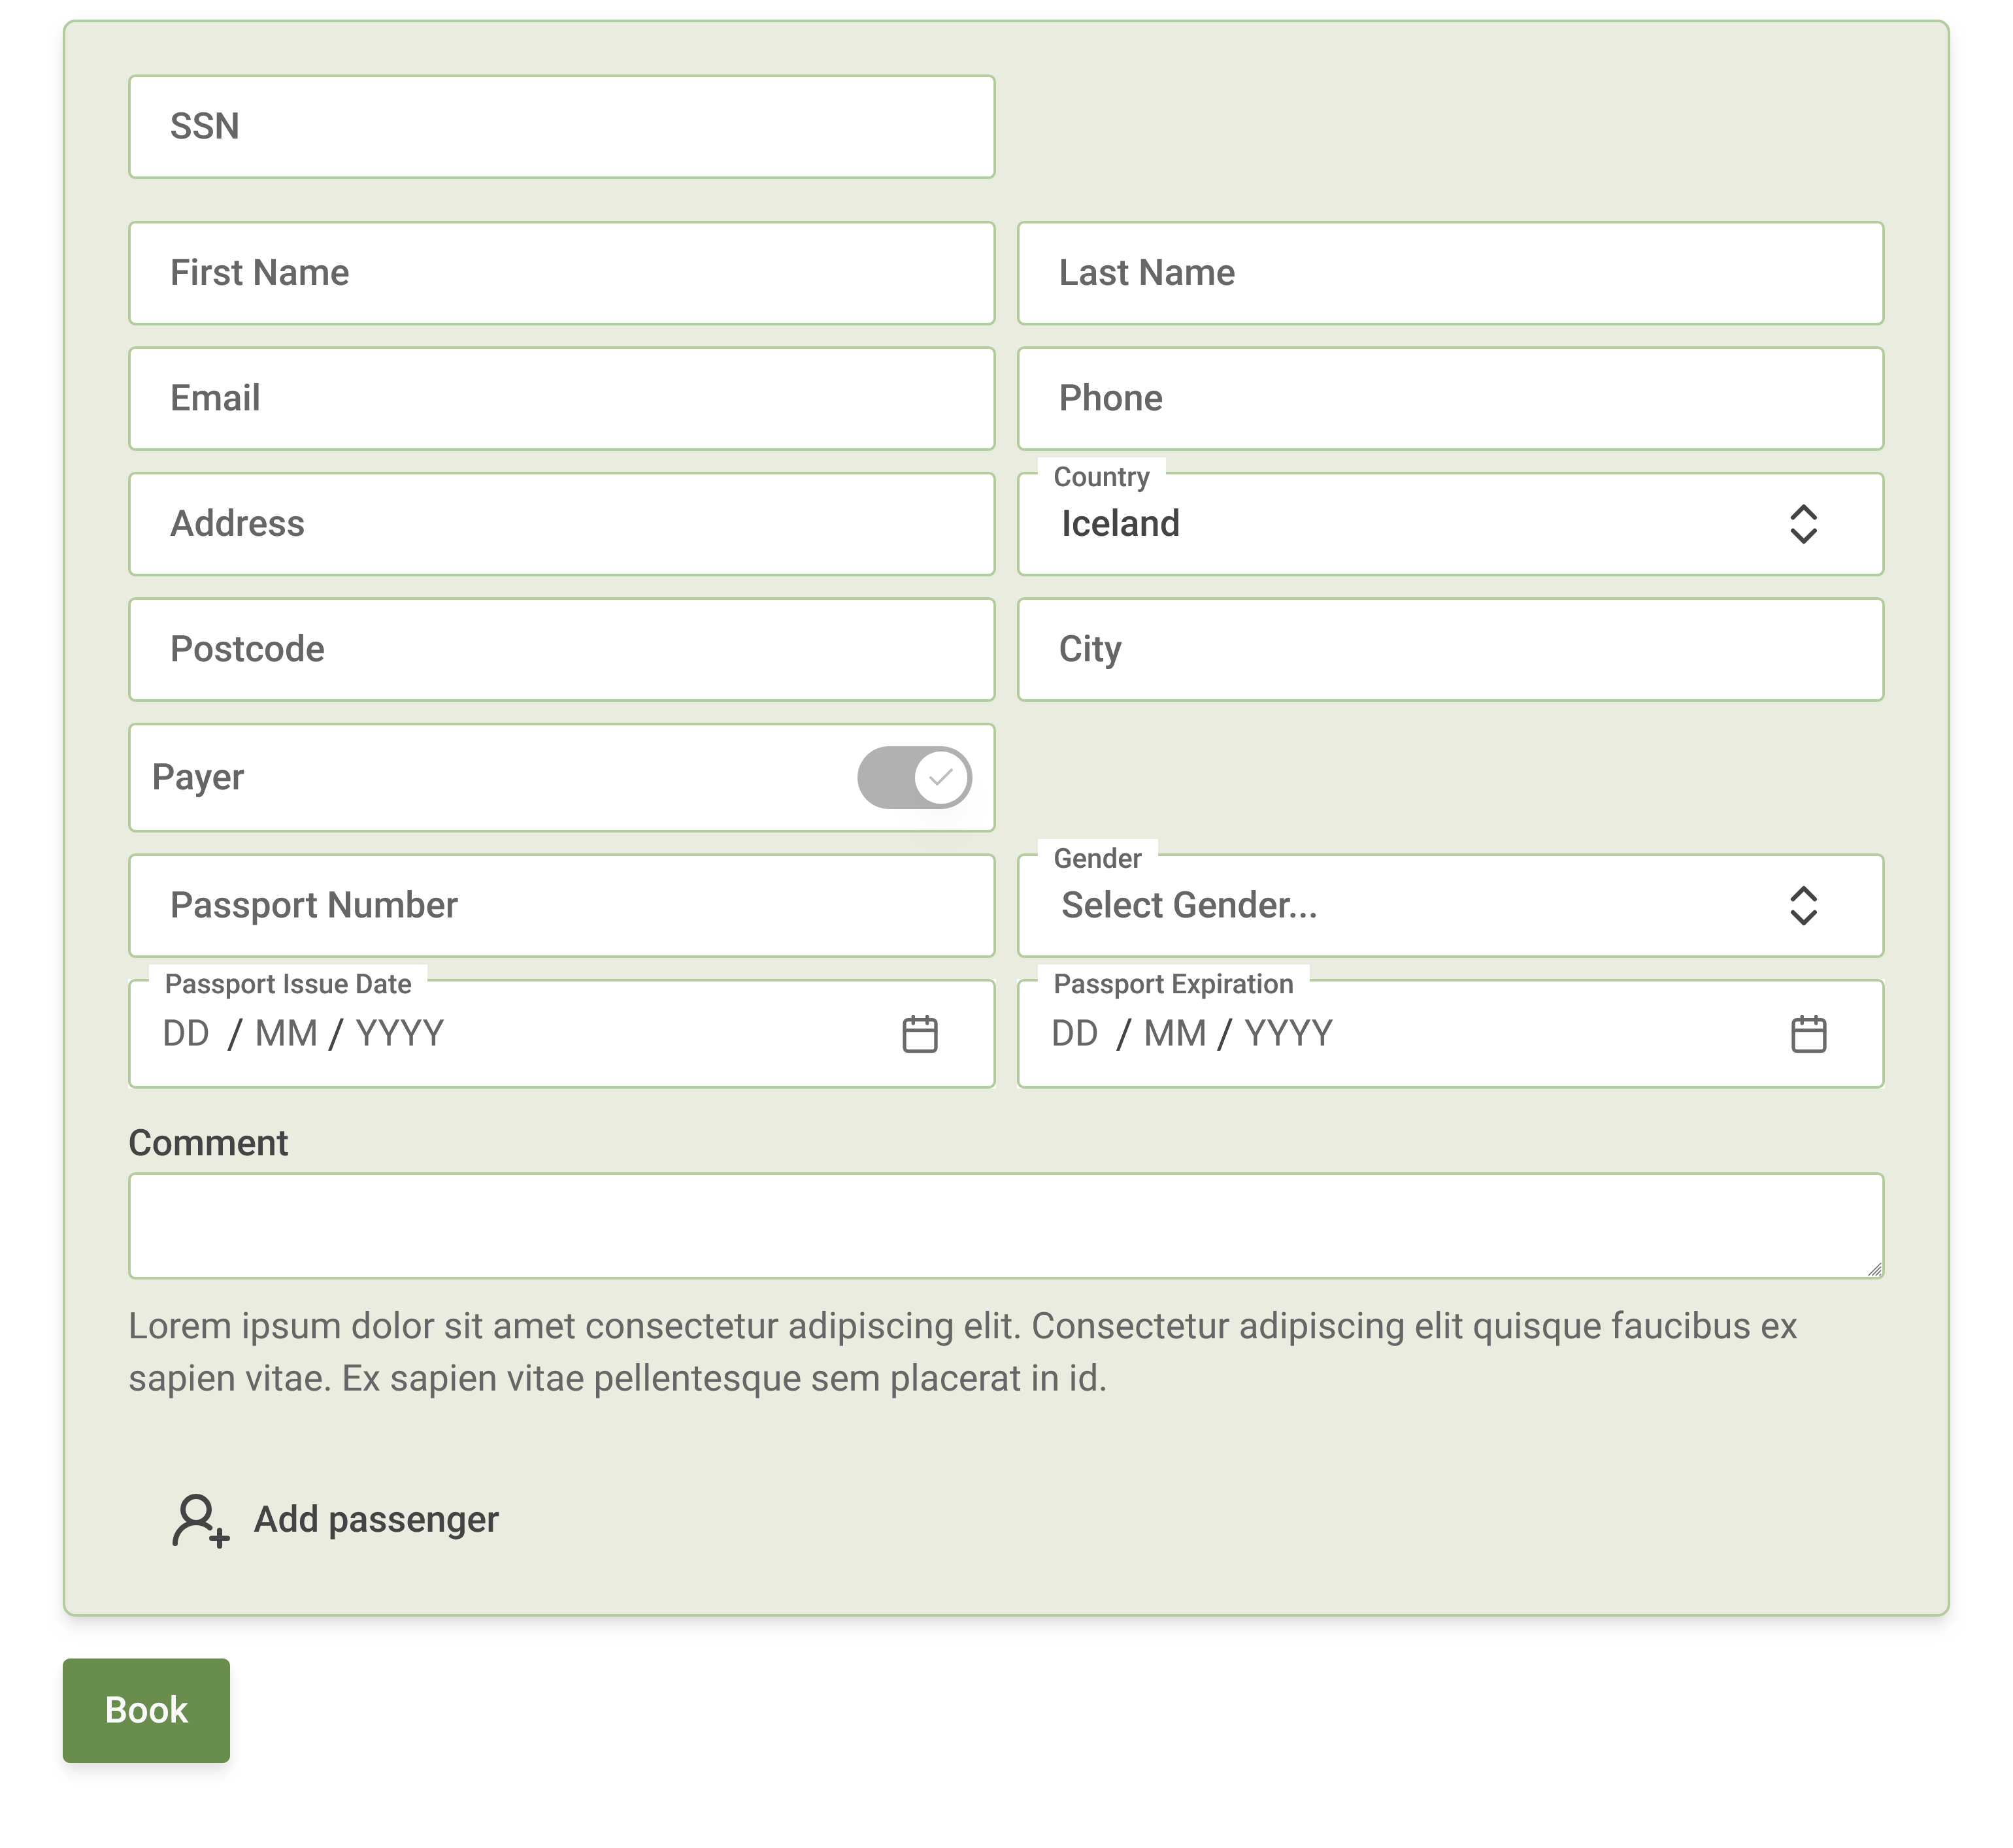 SSN
First Name
Last Name
Email
Phone
Address
Country
Iceland
Postcode
City
Payer
Passport Number
Gender
Select Gender...
Passport Issue Date
DD / MM / YYYY
Passport Expiration
DD / MM / YYYY
Comment
Lorem ipsum dolor sit amet consectetur adipiscing elit. Consectetur adipiscing elit quisque faucibus ex
sapien vitae. Ex sapien vitae pellentesque sem placerat in id.
Add passenger
Book